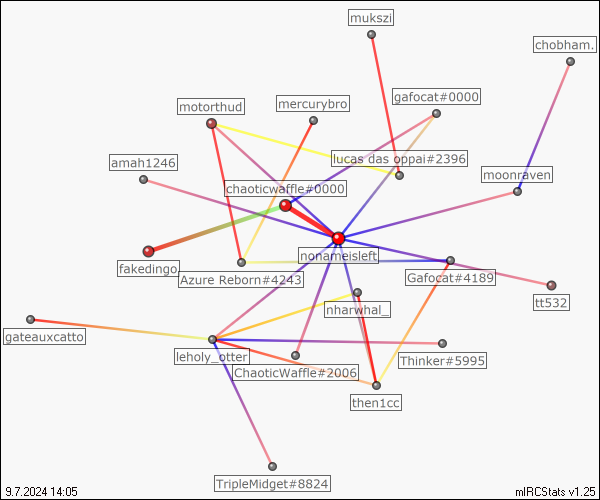 mukszi
chobham.
gafocat#0000
motorthud
mercurybro
lucas das oppai#2396
amah1246
moonraven
chaoticwaffle#0000
nonameisleft
fakedingo
Azure Reborn#4243
Gafocat#4189
tt532
nharwhal_
gateauxcatto
leholy_otter
Thinker#5995
ChaoticWaffle#2006
then1cc
TripleMidget#8824
9.7.2024 14:05
mIRCStats v1.25